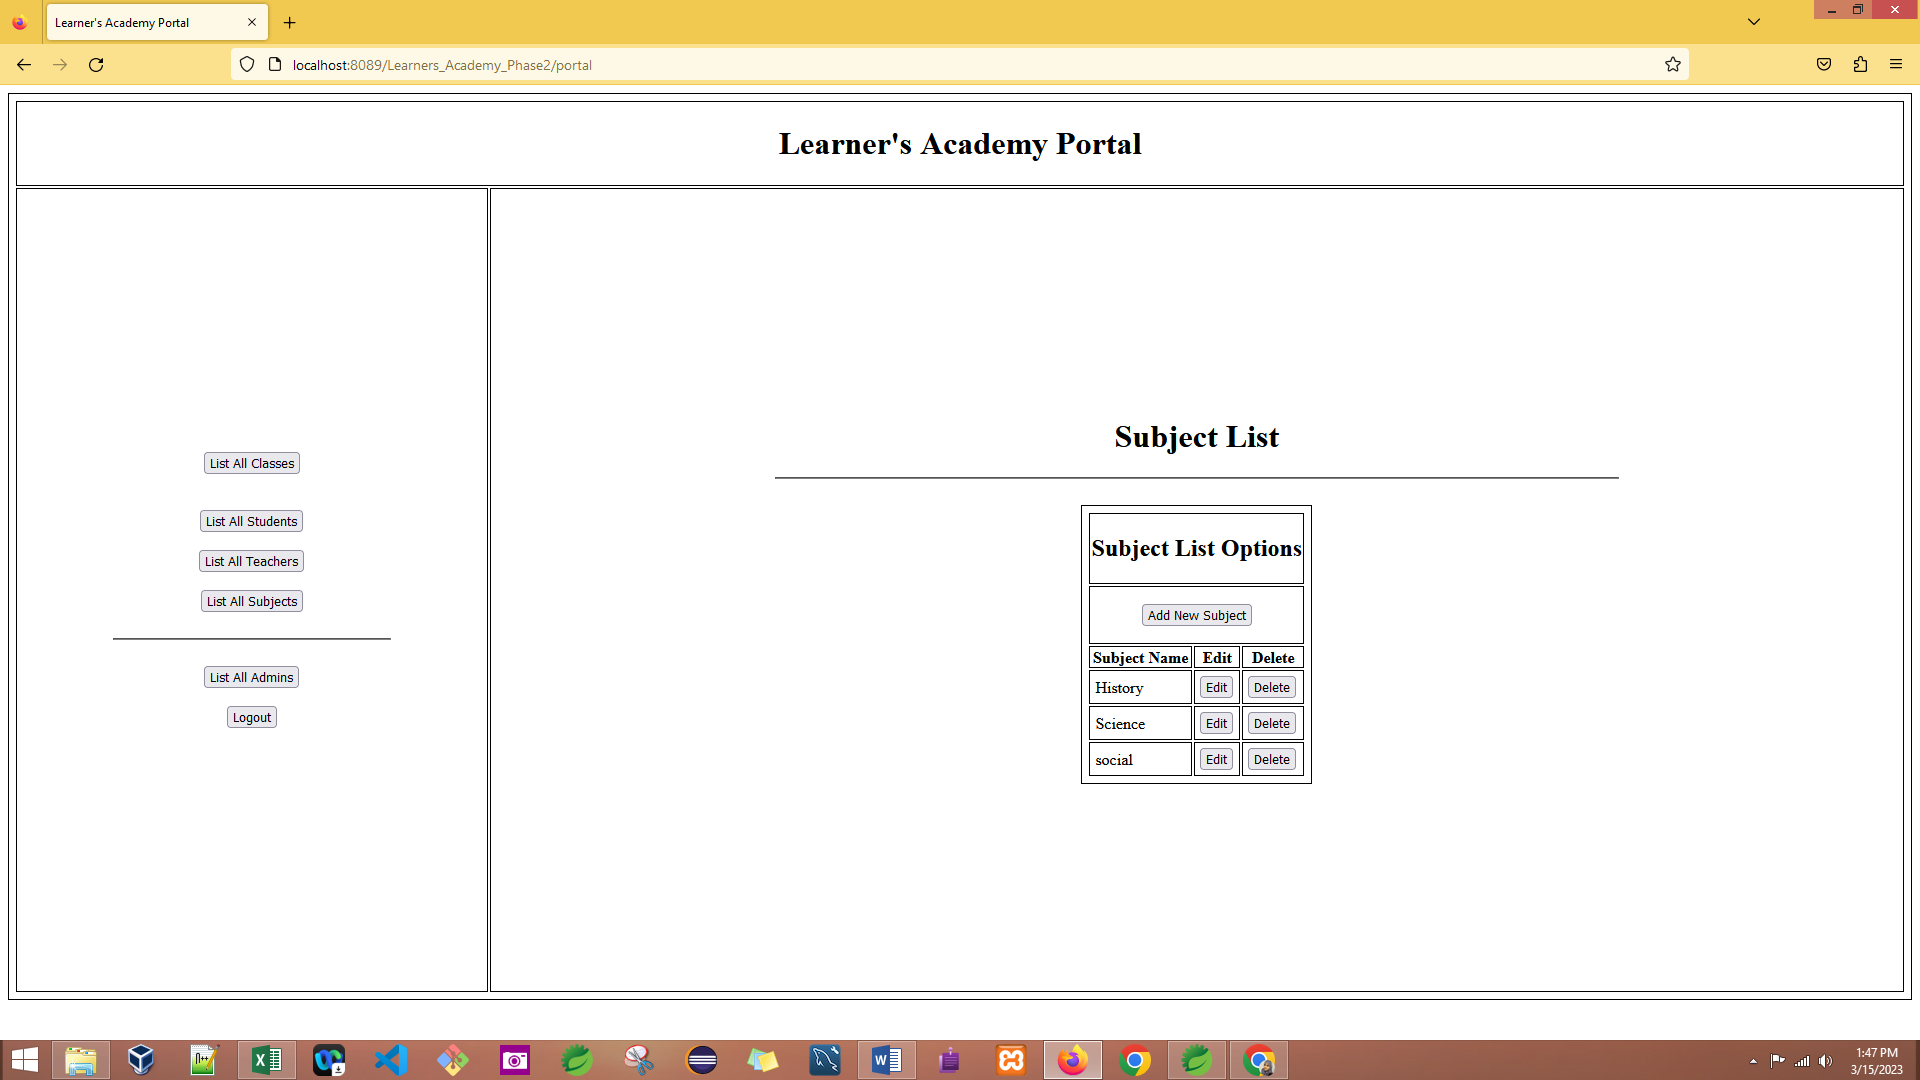 Learner's Academy Portal
localhost:8089/Learners_Academy_Phase2/portal
Learner's Academy Portal
List All Classes
List All Students
List All Teachers
List All Subjects
List All Admins
Logout
Subject List
Subject List Options
Add New Subject
Subject Name Edit Delete
History Edit Delete
Science Edit Delete
social Edit Delete
1:47 PM
3/15/2023